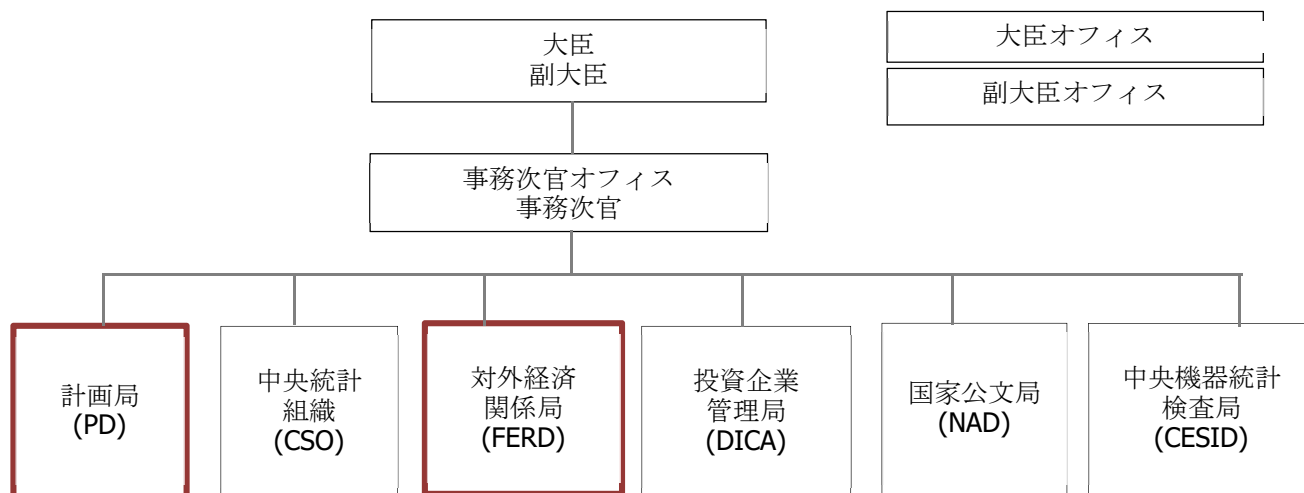 大臣
副大臣
大臣オフィス
副大臣オフィス
事務次官オフィス
事務次官
計画局
(PD)
中央統計
組織
(CSO)
対外経済
関係局
(FERD)
投資企業
管理局
(DICA)
国家公文局
(NAD)
中央機器統計
検査局
(CESID)